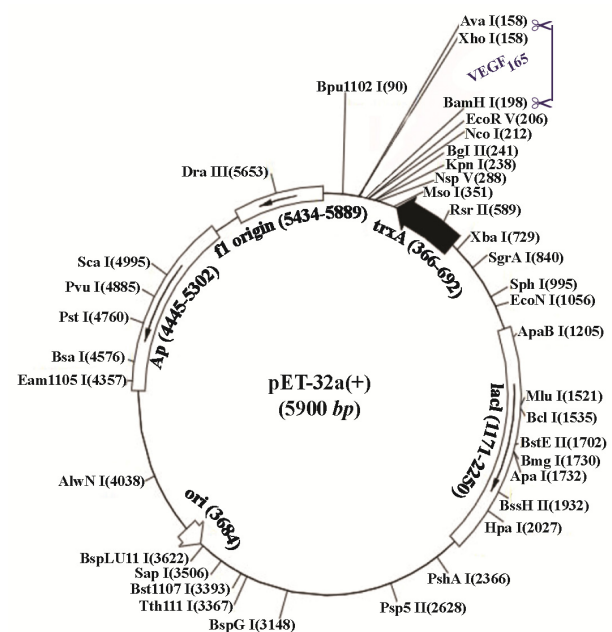 Ava I(158)
Xho I(158)
VEGF165
BamH I(198)
EcoR V(206)
Nco I(212)
Bgl II(241)
Kpn I(238)
Nsp V(288)
Mso I(351)
Rsr II(589)
Xba I(729)
SgrA I(840)
Sph I(995)
EcoN I(1056)
ApaB I(1205)
Mlu I(1521)
Bcl I(1535)
BstE II(1702)
Bmg I(1730)
Apa I(1732)
BssH II(1932)
Hpa I(2027)
PshA I(2366)
Psp5 II(2628)
BspG I(3148)
Tth111 I(3367)
Bst1107 I(3393)
Sap I(3506)
BspLU11 I(3622)
AlwN I(4038)
Eam1105 I(4357)
Bsa I(4576)
Pst I(4760)
Pvu I(4885)
Sca I(4995)
Dra III(5653)
Bpu1102 I(90)
f1 origin (5434-5889)
trxA (366-692)
lacI (1171-2250)
ori (3684)
Ap (4445-5302)
pET-32a(+)
(5900 bp)